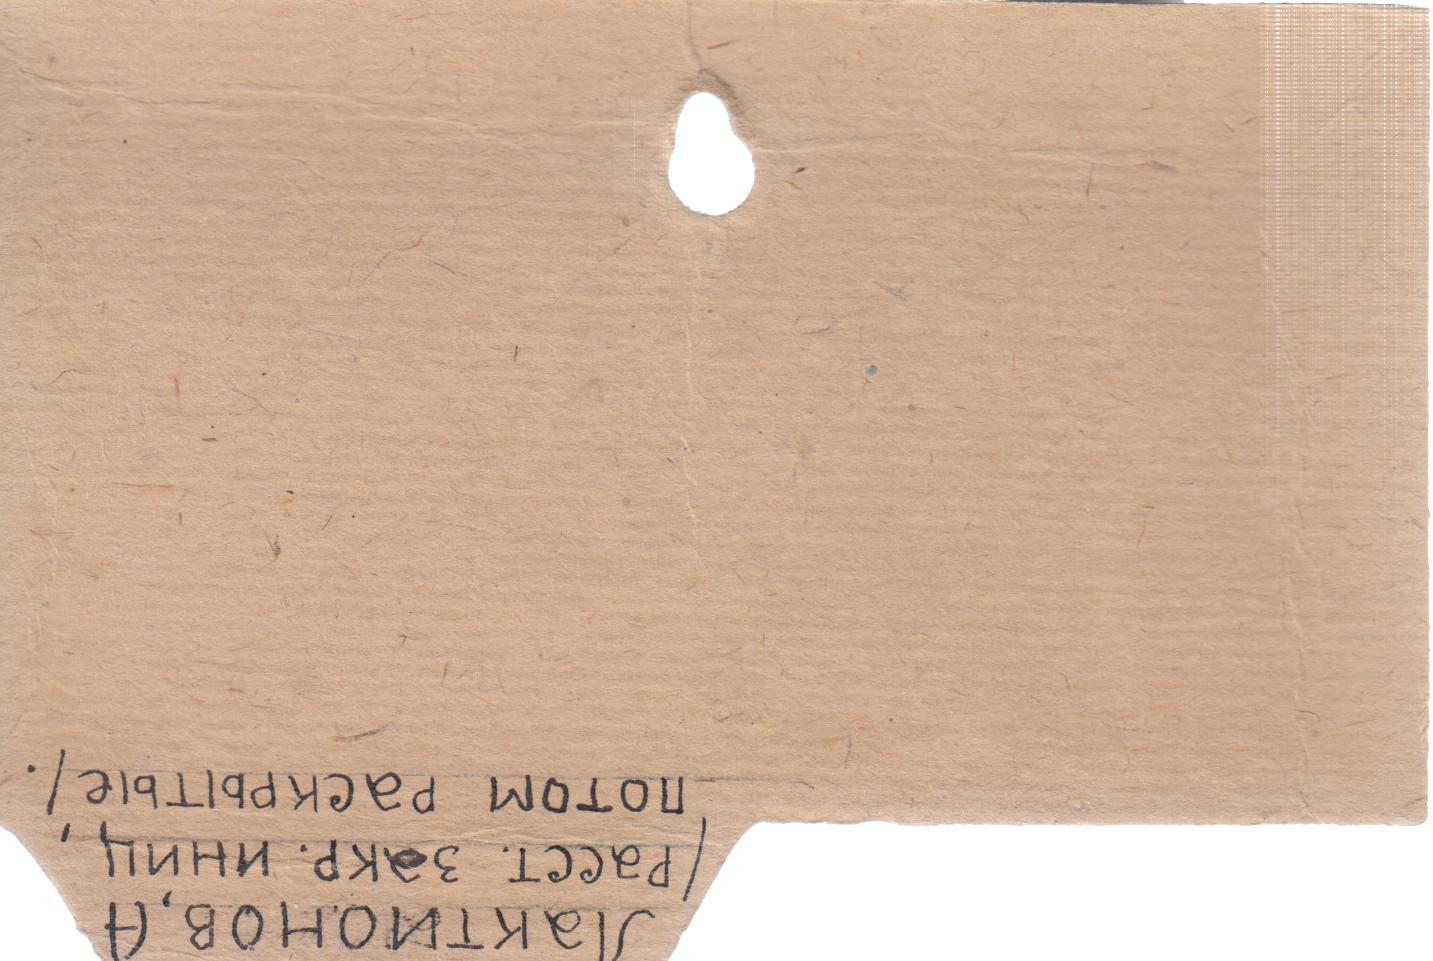 Лактионов, А
/Расст. закр. иниц,
потом раскрытые/.